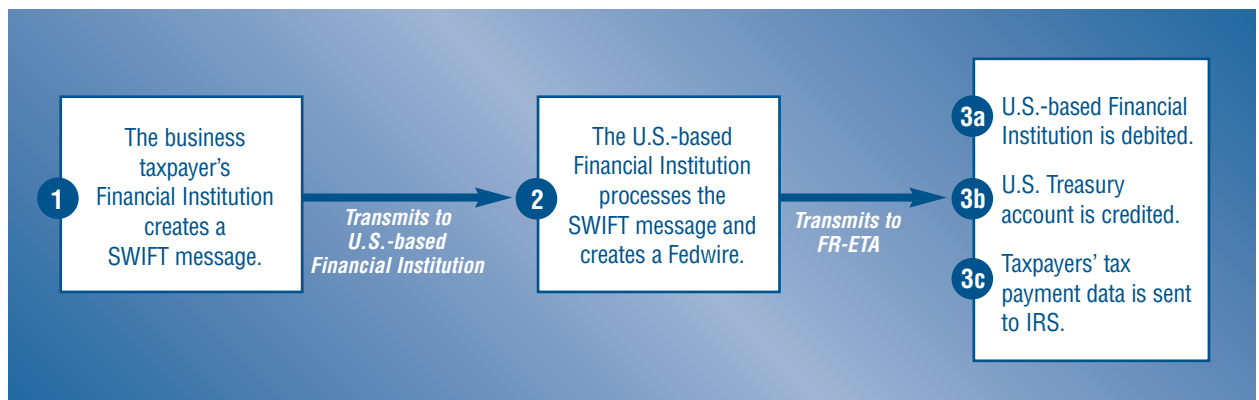 1
The business
taxpayer's
Financial Institution
creates a
SWIFT message.
Transmits to
U.S.-based
Financial Institution
2
The U.S.-based
Financial Institution
processes the
SWIFT message and
creates a Fedwire.
Transmits to
FR-ETA
3a
U.S.-based Financial
Institution is debited.
3b
U.S. Treasury
account is credited.
3c
Taxpayers' tax
payment data is sent
to IRS.